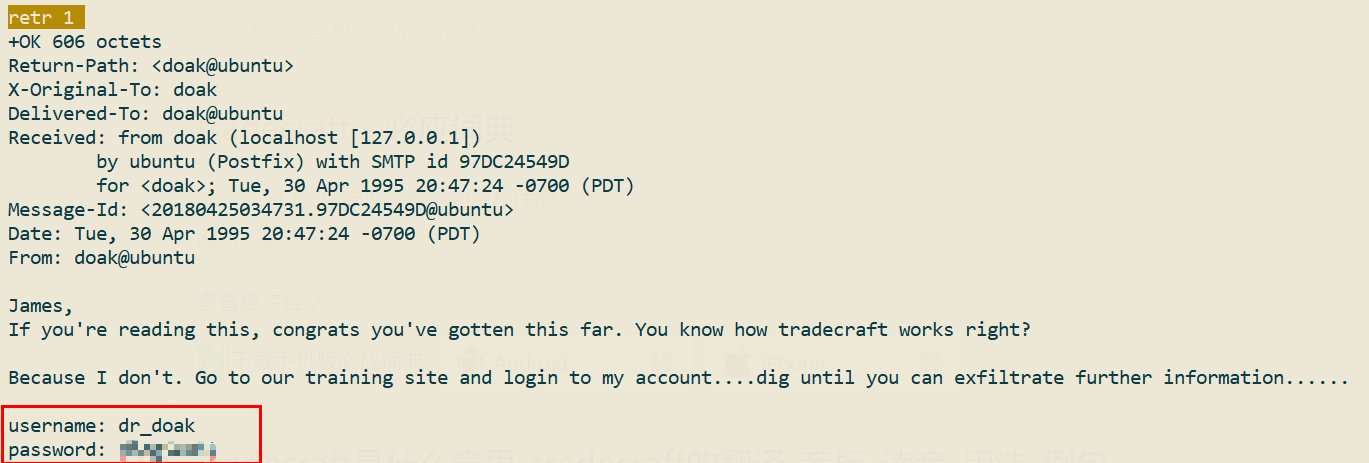 retr 1
+OK 606 octets
Return-Path: <doak@ubuntu>
X-Original-To: doak
Delivered-To: doak@ubuntu
Received: from doak (localhost [127.0.0.1])
by ubuntu (Postfix) with SMTP id 97DC24549D
for <doak>; Tue, 30 Apr 1995 20:47:24 -0700 (PDT)
Message-Id: <20180425034731.97DC24549D@ubuntu>
Date: Tue, 30 Apr 1995 20:47:24 -0700 (PDT)
From: doak@ubuntu
James,
If you're reading this, congrats you've gotten this far. You know how tradecraft works right?
Because I don't. Go to our training site and login to my account....dig until you can exfiltrate further information......
username: dr_doak
password: